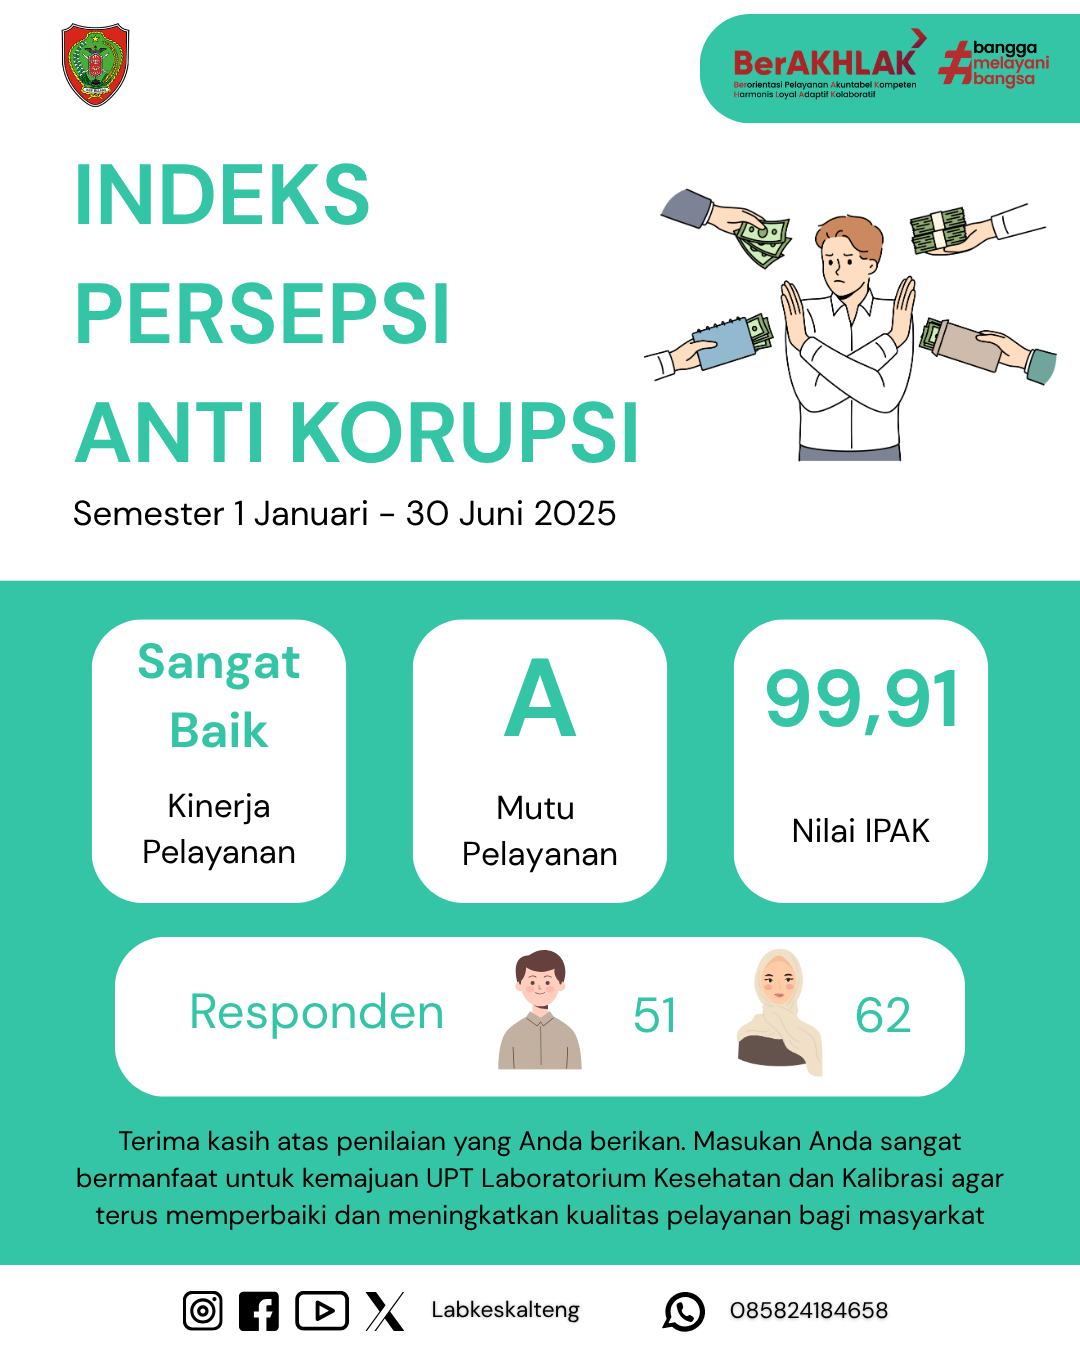 BerAKHLAK
Berorientasi Pelayanan Akuntabel Kompeten
Harmonis Loyal Adaptif Kolaboratif
#bangga
melayani
bangsa
INDEKS
PERSEPSI
ANTI KORUPSI
Semester 1 Januari - 30 Juni 2025
Sangat
Baik
Kinerja
Pelayanan
A
Mutu
Pelayanan
99,91
Nilai IPAK
Responden 51 62
Terima kasih atas penilaian yang Anda berikan. Masukan Anda sangat
bermanfaat untuk kemajuan UPT Laboratorium Kesehatan dan Kalibrasi agar
terus memperbaiki dan meningkatkan kualitas pelayanan bagi masyarkat
Labkeskalteng 085824184658